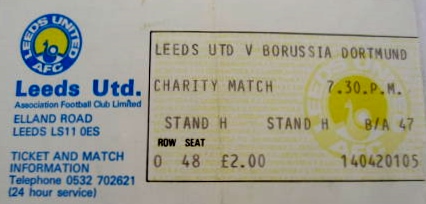 LEEDS UNITED
AFC
Leeds Utd.
Association Football Club Limited
ELLAND ROAD
LEEDS LS11 0ES
TICKET AND MATCH
INFORMATION
Telephone 0532 702621
(24 hour service)
LEEDS UTD V BORUSSIA DORTMUND
CHARITY MATCH 7.30.P.M.
STAND H STAND H B/A 47
ROW SEAT
O 48 £2.00 140420105